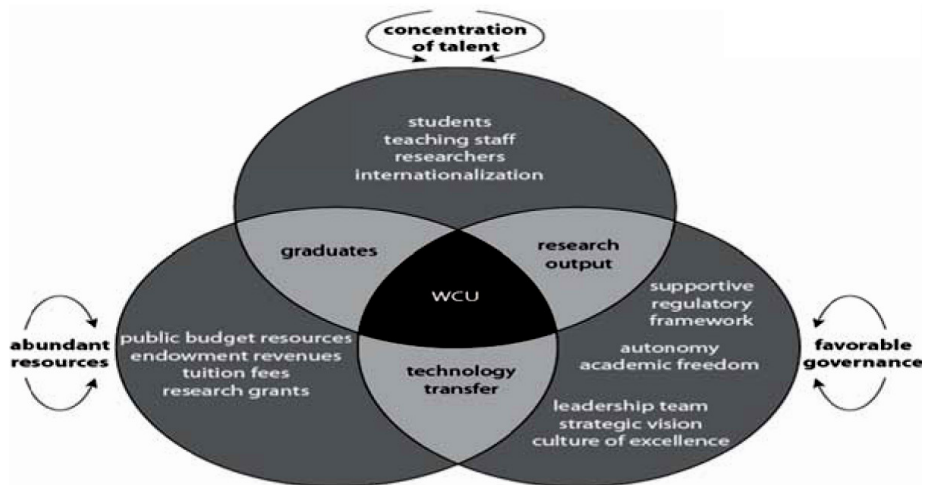 concentration
of talent
students
teaching staff
researchers
internationalization
graduates
research
output
WCU
supportive
regulatory
framework
autonomy
academic freedom
leadership team
strategic vision
culture of excellence
abundant
resources
public budget resources
endowment revenues
tuition fees
research grants
technology
transfer
favorable
governance